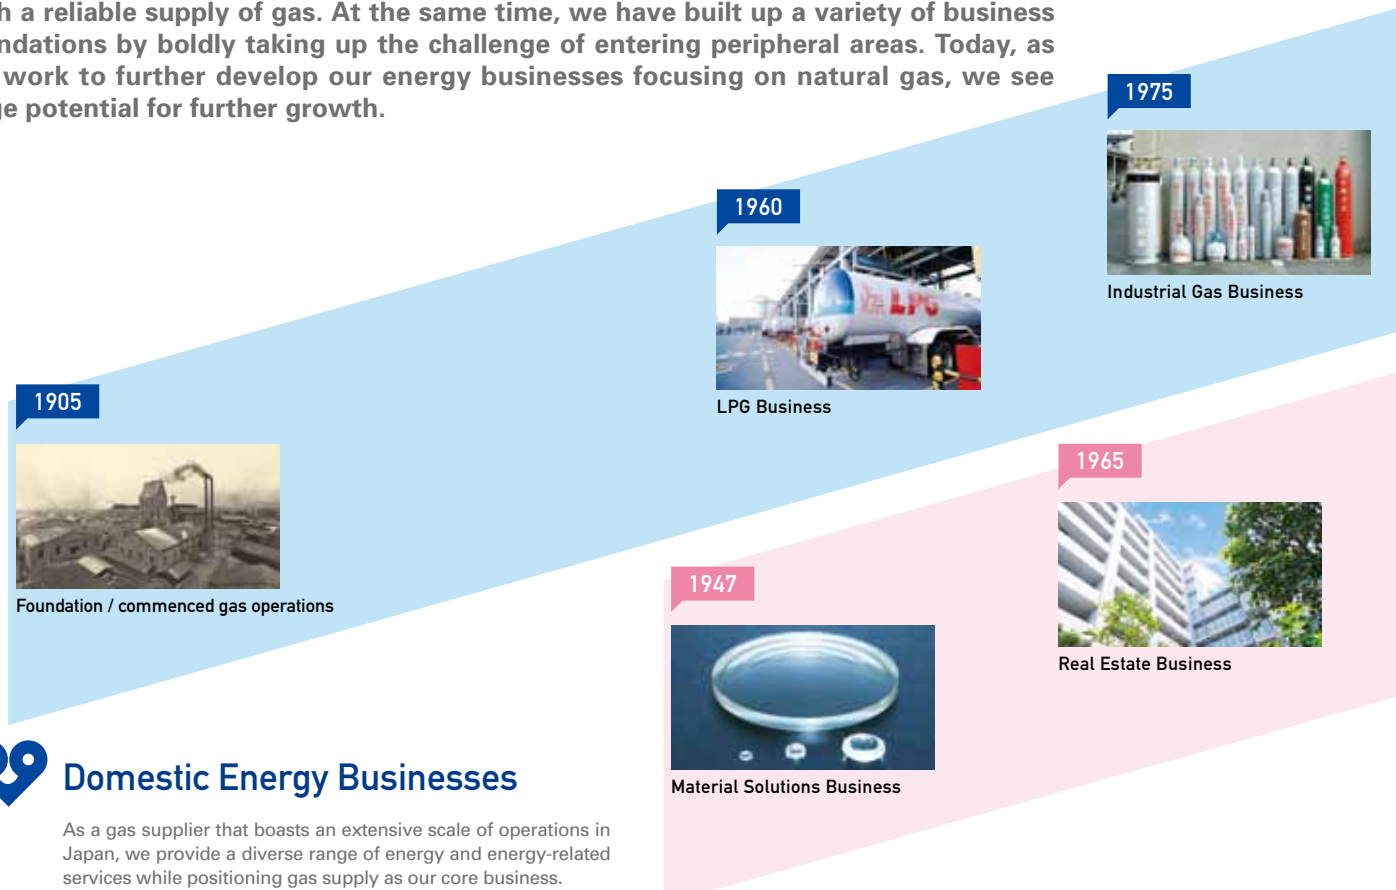 a reliable supply of gas. At the same time, we have built up a variety of business
by boldly taking up the challenge of entering peripheral areas. Today, as
work to further develop our energy businesses focusing on natural gas, we see
potential for further growth.
1975
Industrial Gas Business
1960
LPG
LPG Business
1905
Foundation / commenced gas operations
1965
Real Estate Business
1947
Material Solutions Business
Domestic Energy Businesses
As a gas supplier that boasts an extensive scale of operations in
Japan, we provide a diverse range of energy and energy-related
services while positioning gas supply as our core business.